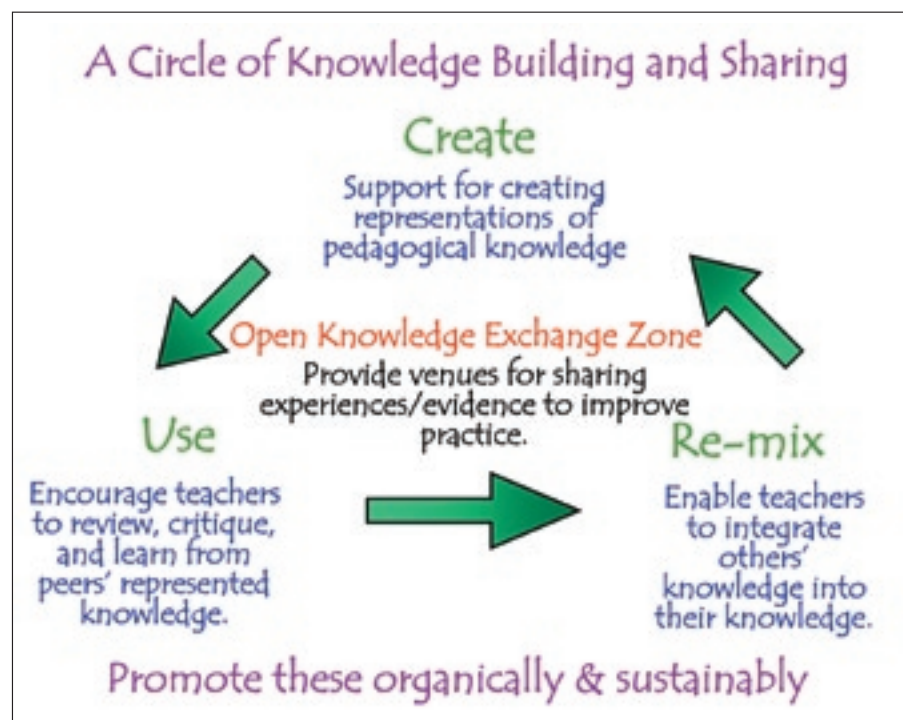 A Circle of Knowledge Building and Sharing
Create
Support for creating
representations of
pedagogical knowledge
Open Knowledge Exchange Zone
Provide venues for sharing
experiences/evidence to improve
practice.
Use
Encourage teachers
to review, critique,
and learn from
peers' represented
knowledge.
Re-mix
Enable teachers
to integrate
others'
knowledge into
their knowledge.
Promote these organically & sustainably